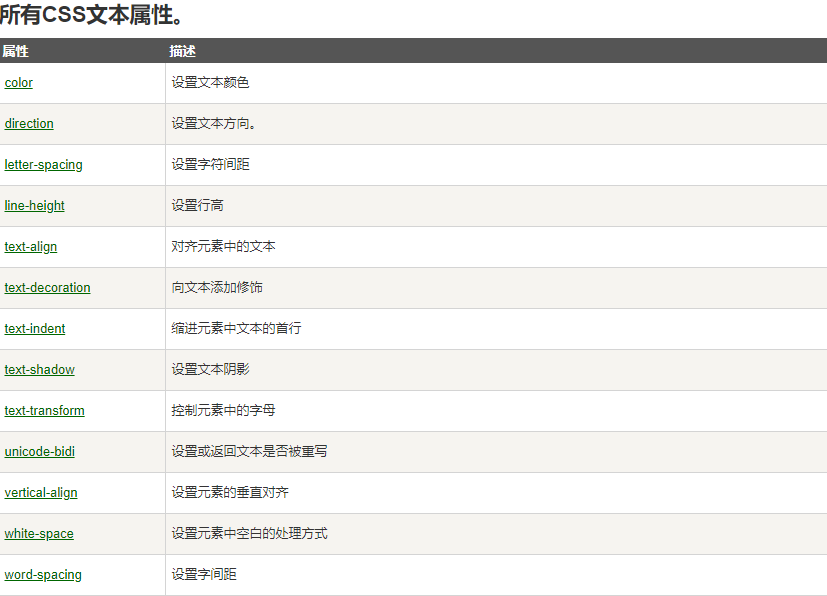 所有CSS文本属性。
属性 描述
color 设置文本颜色
direction 设置文本方向。
letter-spacing 设置字符间距
line-height 设置行高
text-align 对齐元素中的文本
text-decoration 向文本添加修饰
text-indent 缩进元素中文本的首行
text-shadow 设置文本阴影
text-transform 控制元素中的字母
unicode-bidi 设置或返回文本是否被重写
vertical-align 设置元素的垂直对齐
white-space 设置元素中空白的处理方式
word-spacing 设置字间距